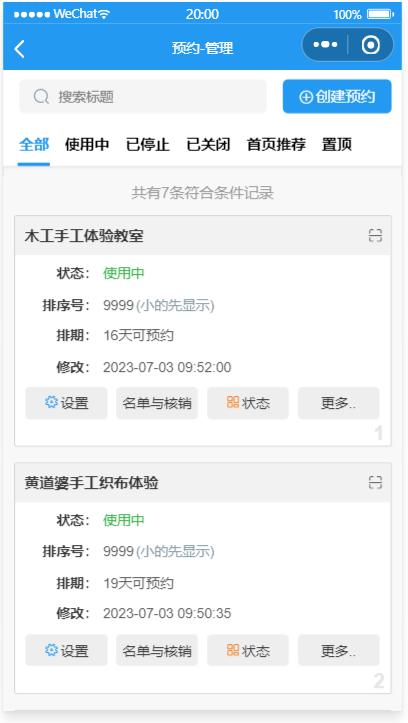 WeChat 20:00 100%
预约-管理
搜索标题 创建预约
全部 使用中 已停止 已关闭 首页推荐 置顶
共有7条符合条件记录
木工手工体验教室
状态： 使用中
排序号： 9999 (小的先显示)
排期： 16天可预约
修改： 2023-07-03 09:52:00
设置 名单与核销 状态 更多..
1
黄道婆手工织布体验
状态： 使用中
排序号： 9999 (小的先显示)
排期： 19天可预约
修改： 2023-07-03 09:50:35
设置 名单与核销 状态 更多..
2